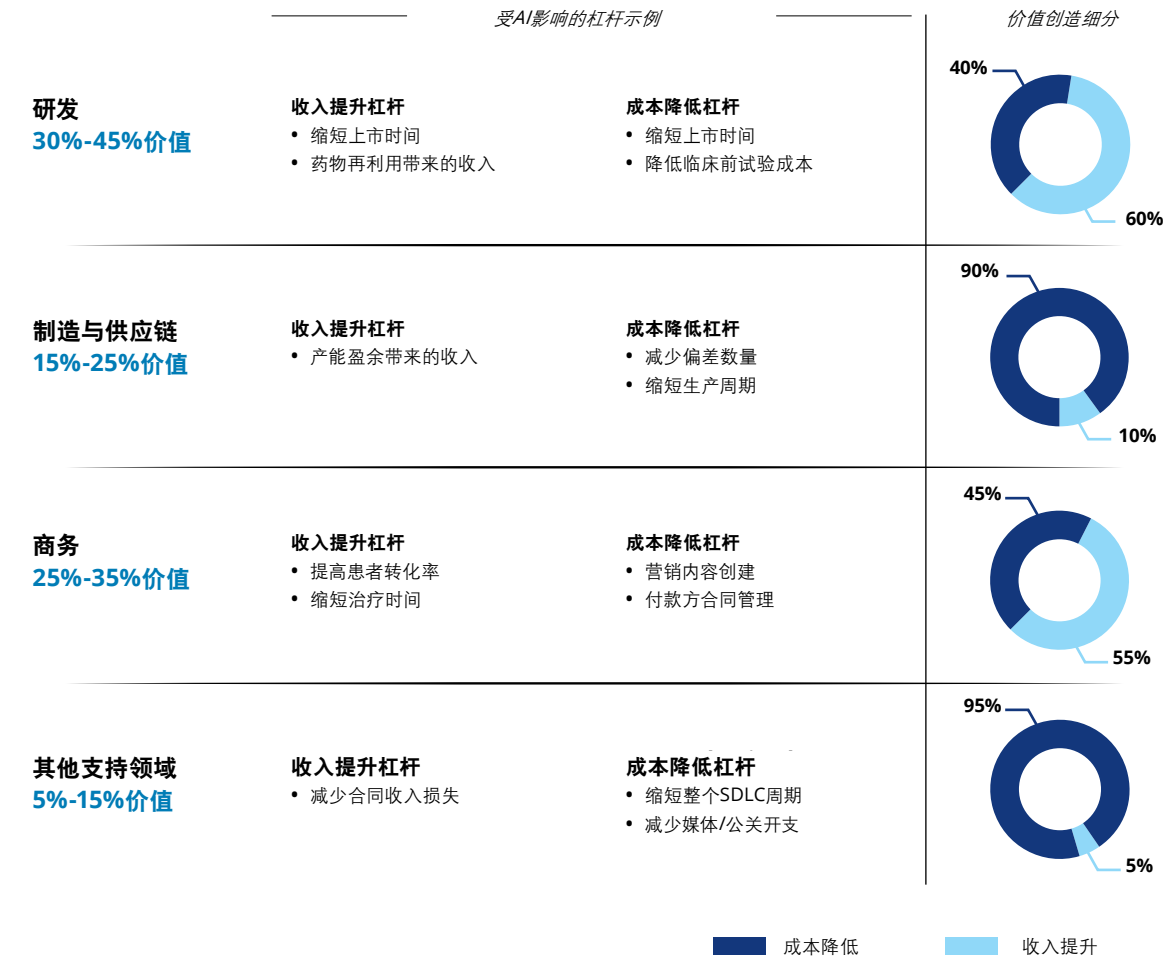 受AI影响的杠杆示例
价值创造细分
研发
30%-45%价值
收入提升杠杆
• 缩短上市时间
• 药物再利用带来的收入
成本降低杠杆
• 缩短上市时间
• 降低临床前试验成本
40%
60%
制造与供应链
15%-25%价值
收入提升杠杆
• 产能盈余带来的收入
成本降低杠杆
• 减少偏差数量
• 缩短生产周期
90%
10%
商务
25%-35%价值
收入提升杠杆
• 提高患者转化率
• 缩短治疗时间
成本降低杠杆
• 营销内容创建
• 付款方合同管理
45%
55%
其他支持领域
5%-15%价值
收入提升杠杆
• 减少合同收入损失
成本降低杠杆
• 缩短整个SDLC周期
• 减少媒体/公关开支
95%
5%
成本降低
收入提升